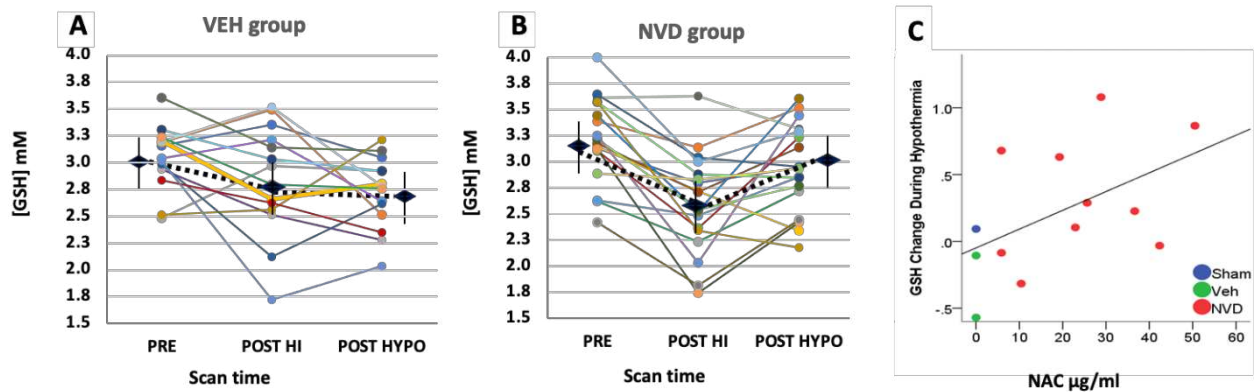 A
VEH group
[GSH] mM
4.0
3.8
3.5
3.3
3.0
2.8
2.5
2.3
2.0
1.8
1.5
PRE
POST HI
POST HYPO
Scan time
B
NVD group
[GSH] mM
4.0
3.8
3.5
3.3
3.0
2.8
2.5
2.3
2.0
1.8
1.5
PRE
POST HI
POST HYPO
Scan time
C
GSH Change During Hypothermia
1.0
.5
.0
-.5
0
10
20
30
40
50
60
Sham
Veh
NVD
NAC µg/ml